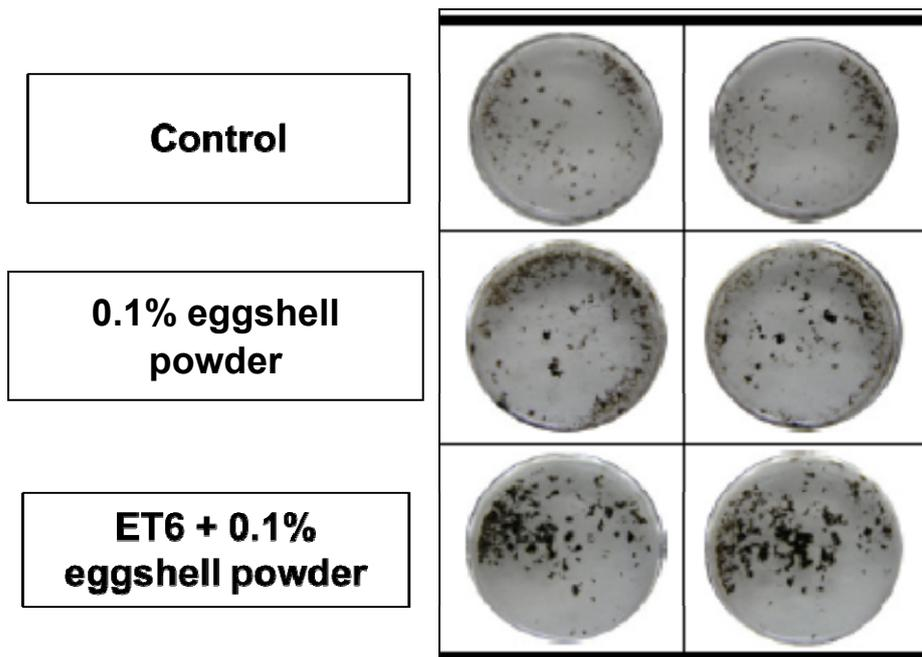 Control
0.1% eggshell
powder
ET6 + 0.1%
eggshell powder